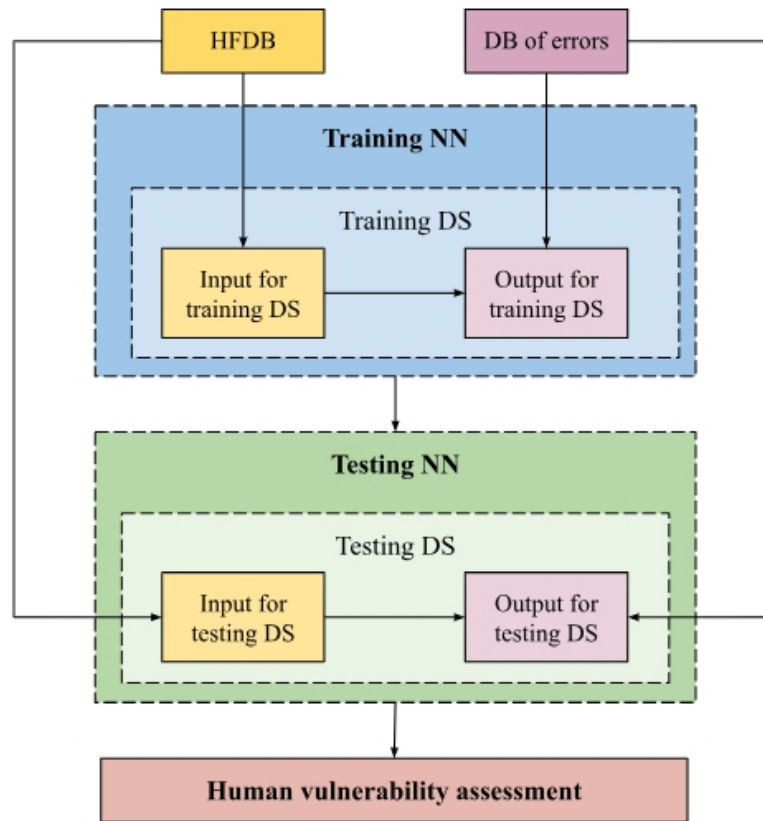 HFDB
DB of errors
Training NN
Training DS
Input for
training DS
Output for
training DS
Testing NN
Testing DS
Input for
testing DS
Output for
testing DS
Human vulnerability assessment